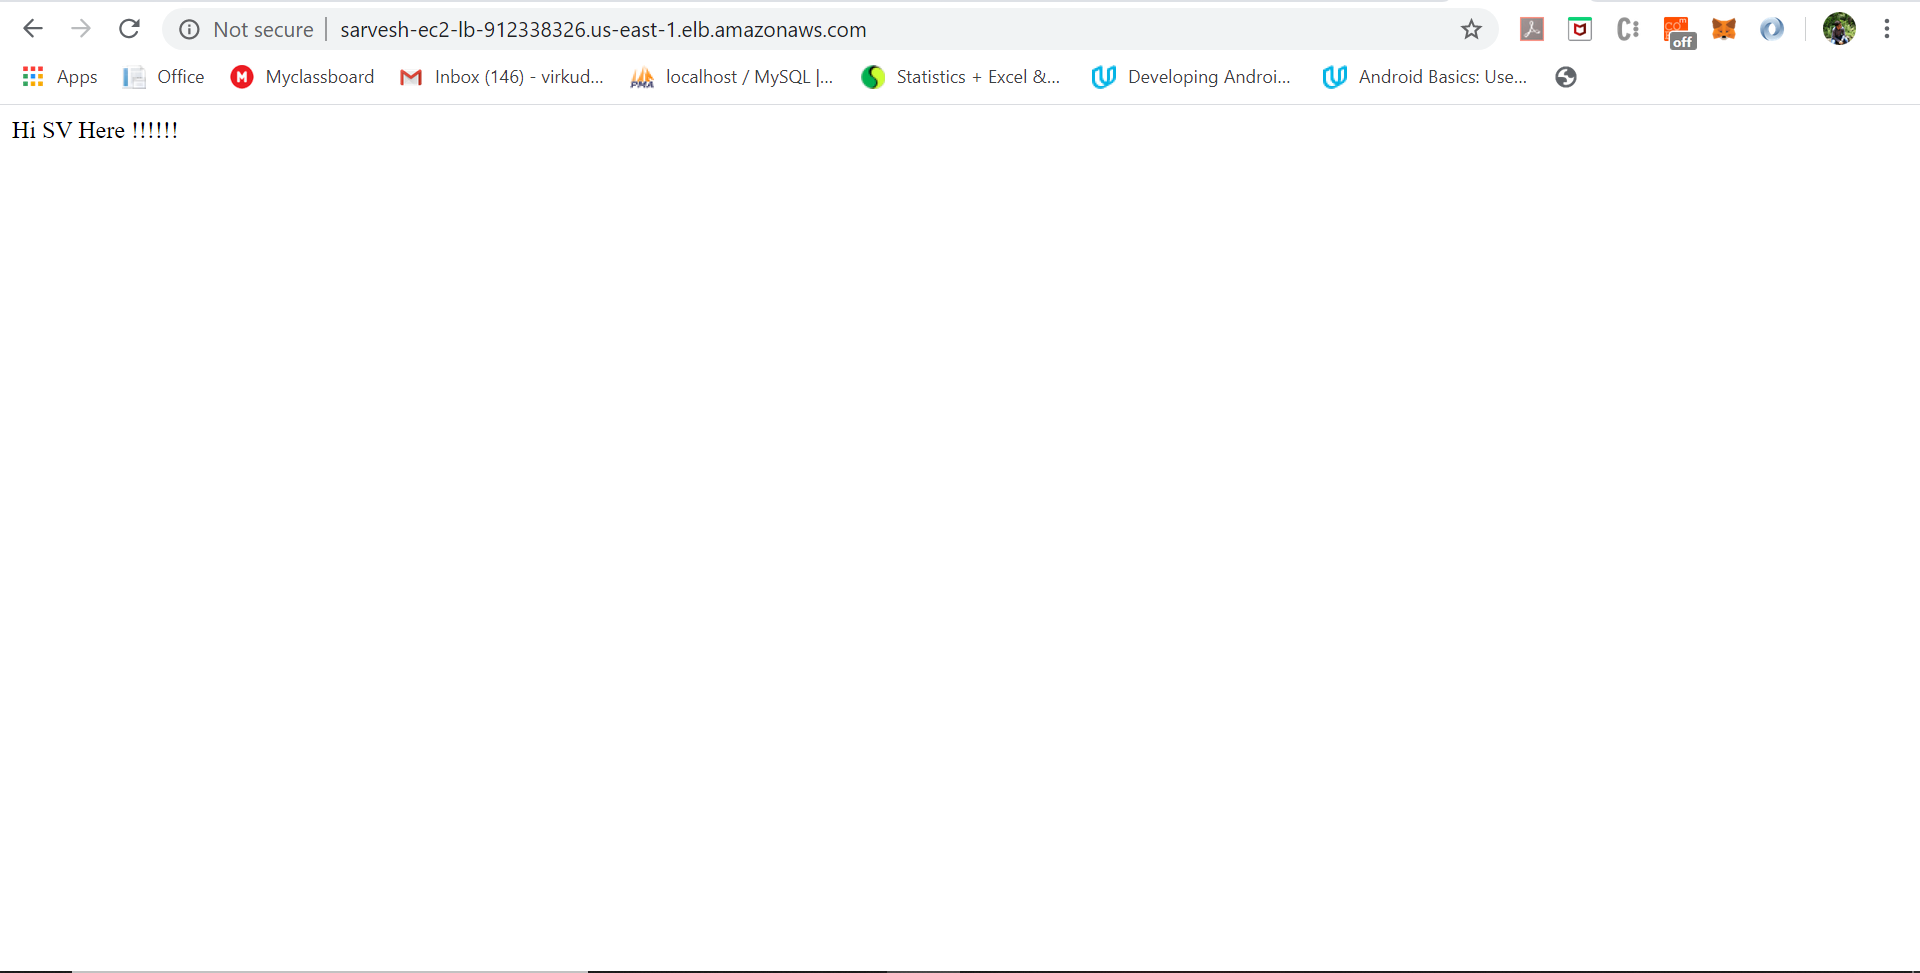 Not secure | sarvesh-ec2-lb-912338326.us-east-1.elb.amazonaws.com
off
Apps Office Myclassboard Inbox (146) - virkud... localhost / MySQL |... Statistics + Excel &... Developing Androi... Android Basics: Use...
Hi SV Here !!!!!!